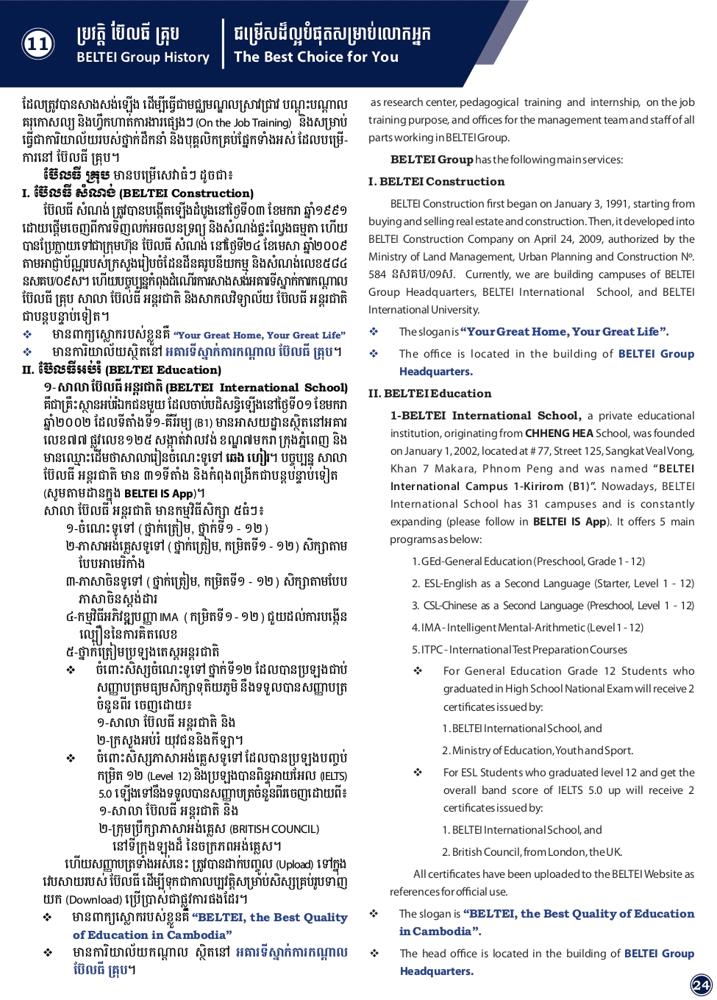 11
ប្រវត្តិ ប៊ែលធី គ្រុប
BELTEI Group History
ជម្រើសដ៏ល្អបំផុតសម្រាប់លោកអ្នក
The Best Choice for You
ដែលត្រូវបានសាងសង់ឡើង ដើម្បីធ្វើជាមជ្ឈមណ្ឌលស្រាវជ្រាវ បណ្តុះបណ្តាល
គរុកោសល្យ និងហ្វឹកហាត់ការងារផ្សេងៗ (On the Job Training) និងសម្រាប់
ធ្វើជាការិយាល័យរបស់ថ្នាក់ដឹកនាំ និងបុគ្គលិកគ្រប់ផ្នែកទាំងអស់ ដែលបម្រើ-
ការនៅ ប៊ែលធី គ្រុប។
ប៊ែលធី គ្រុប មានបម្រើសេវាធំៗ ដូចជា៖
I. ប៊ែលធី សំណង់ (BELTEI Construction)
ប៊ែលធី សំណង់ ត្រូវបានបង្កើតឡើងដំបូងនៅថ្ងៃទី០៣ ខែមករា ឆ្នាំ១៩៩១
ដោយផ្តើមចេញពីការទិញលក់អចលនទ្រព្យ និងសំណង់ផ្ទះល្វែងធម្មតា ហើយ
បានប្រែក្លាយទៅជាក្រុមហ៊ុន ប៊ែលធី សំណង់ នៅថ្ងៃទី២៤ ខែមេសា ឆ្នាំ២០០៩
តាមអាជ្ញាប័ណ្ណរបស់ក្រសួងរៀបចំដែនដីនគរូបនីយកម្ម និងសំណង់លេខ៥៨៤
នសគប/០៩ស។ ហើយបច្ចុប្បន្នកំពុងដំណើរការសាងសង់អគារទីស្នាក់ការកណ្តាល
ប៊ែលធី គ្រុប សាលា ប៊ែលធី អន្តរជាតិ និងសាកលវិទ្យាល័យ ប៊ែលធី អន្តរជាតិ
ជាបន្តបន្ទាប់ទៀត។
❖ មានពាក្យស្លោករបស់ខ្លួនគឺ “Your Great Home, Your Great Life”
❖ មានការិយាល័យស្ថិតនៅ អគារទីស្នាក់ការកណ្តាល ប៊ែលធី គ្រុប។
II. ប៊ែលធីអប់រំ (BELTEI Education)
១-សាលា ប៊ែលធី អន្តរជាតិ (BELTEI International School)
គឺជាគ្រឹះស្ថានអប់រំឯកជនមួយ ដែលចាប់បដិសន្ធិឡើងនៅថ្ងៃទី០១ ខែមករា
ឆ្នាំ២០០២ ដែលទីតាំងទី១-គីរីរម្យ (B1) មានអាសយដ្ឋានស្ថិតនៅអគារ
លេខ៧៧ ផ្លូវលេខ១២៥ សង្កាត់វាលវង់ ខណ្ឌ៧មករា ក្រុងភ្នំពេញ និង
មានឈ្មោះដើមថាសាលារៀនចំណេះទូទៅ ឆេង ហៀរ។ បច្ចុប្បន្ន សាលា
ប៊ែលធី អន្តរជាតិ មាន ៣១ទីតាំង និងកំពុងពង្រីកជាបន្តបន្ទាប់ទៀត
(សូមតាមដានក្នុង BELTEI IS App)។
សាលា ប៊ែលធី អន្តរជាតិ មានកម្មវិធីសិក្សា ៥ធំៗ៖
១-ចំណេះទូទៅ ( ថ្នាក់ត្រៀម, ថ្នាក់ទី១ - ១២ )
២-ភាសាអង់គ្លេសទូទៅ ( ថ្នាក់ត្រៀម, កម្រិតទី១ - ១២ ) សិក្សាតាម
បែបអាមេរិកាំង
៣-ភាសាចិនទូទៅ ( ថ្នាក់ត្រៀម, កម្រិតទី១ - ១២ ) សិក្សាតាមបែប
ភាសាចិនស្តង់ដារ
៤-កម្មវិធីអភិវឌ្ឍបញ្ញា IMA ( កម្រិតទី១ - ១២ ) ជួយដល់ការបង្កើន
ល្បឿននៃការគិតលេខ
៥-ថ្នាក់ត្រៀមប្រឡងតេស្តអន្តរជាតិ
❖ ចំពោះសិស្សចំណេះទូទៅ ថ្នាក់ទី១២ ដែលបានប្រឡងជាប់
សញ្ញាបត្រមធ្យមសិក្សាទុតិយភូមិ នឹងទទួលបានសញ្ញាបត្រ
ចំនួនពីរ ចេញដោយ៖
១-សាលា ប៊ែលធី អន្តរជាតិ និង
២-ក្រសួងអប់រំ យុវជននិងកីឡា។
❖ ចំពោះសិស្សភាសាអង់គ្លេសទូទៅ ដែលបានប្រឡងបញ្ចប់
កម្រិត ១២ (Level 12) និងប្រឡងបានពិន្ទុអាយអែល (IELTS)
5.0 ឡើងទៅនឹងទទួលបានសញ្ញាបត្រចំនួនពីរចេញដោយពី៖
១-សាលា ប៊ែលធី អន្តរជាតិ និង
២-ក្រុមប្រឹក្សាភាសាអង់គ្លេស (BRITISH COUNCIL)
នៅទីក្រុងឡុងដ៍ នៃចក្រភពអង់គ្លេស។
ហើយសញ្ញាបត្រទាំងអស់នេះ ត្រូវបានដាក់បញ្ចូល (Upload) ទៅក្នុង
វេបសាយរបស់ ប៊ែលធី ដើម្បីទុកជាកាលប្បវត្តិសម្រាប់សិស្សគ្រប់រូបទាញ
យក (Download) ប្រើប្រាស់ជាផ្លូវការផងដែរ។
❖ មានពាក្យស្លោករបស់ខ្លួនគឺ “BELTEI, the Best Quality
of Education in Cambodia”
❖ មានការិយាល័យកណ្តាល ស្ថិតនៅ អគារទីស្នាក់ការកណ្តាល
ប៊ែលធី គ្រុប។
as research center, pedagogical training and internship, on the job
training purpose, and offices for the management team and staff of all
parts working in BELTEI Group.
BELTEI Group has the following main services:
I. BELTEI Construction
BELTEI Construction first began on January 3, 1991, starting from
buying and selling real estate and construction. Then, it developed into
BELTEI Construction Company on April 24, 2009, authorized by the
Ministry of Land Management, Urban Planning and Construction Nº.
584 នសគប/០៩ស. Currently, we are building campuses of BELTEI
Group Headquarters, BELTEI International School, and BELTEI
International University.
❖ The slogan is “Your Great Home, Your Great Life”.
❖ The office is located in the building of BELTEI Group
Headquarters.
II. BELTEI Education
1-BELTEI International School, a private educational
institution, originating from CHHENG HEA School, was founded
on January 1, 2002, located at # 77, Street 125, Sangkat Veal Vong,
Khan 7 Makara, Phnom Peng and was named “BELTEI
International Campus 1-Kirirom (B1)”. Nowadays, BELTEI
International School has 31 campuses and is constantly
expanding (please follow in BELTEI IS App). It offers 5 main
programs as below:
1. GEd-General Education (Preschool, Grade 1 - 12)
2. ESL-English as a Second Language (Starter, Level 1 - 12)
3. CSL-Chinese as a Second Language (Preschool, Level 1 - 12)
4. IMA - Intelligent Mental-Arithmetic (Level 1 - 12)
5. ITPC - International Test Preparation Courses
❖ For General Education Grade 12 Students who
graduated in High School National Exam will receive 2
certificates issued by:
1. BELTEI International School, and
2. Ministry of Education, Youth and Sport.
❖ For ESL Students who graduated level 12 and get the
overall band score of IELTS 5.0 up will receive 2
certificates issued by:
1. BELTEI International School, and
2. British Council, from London, the UK.
All certificates have been uploaded to the BELTEI Website as
references for official use.
❖ The slogan is “BELTEI, the Best Quality of Education
in Cambodia”.
❖ The head office is located in the building of BELTEI Group
Headquarters.
24